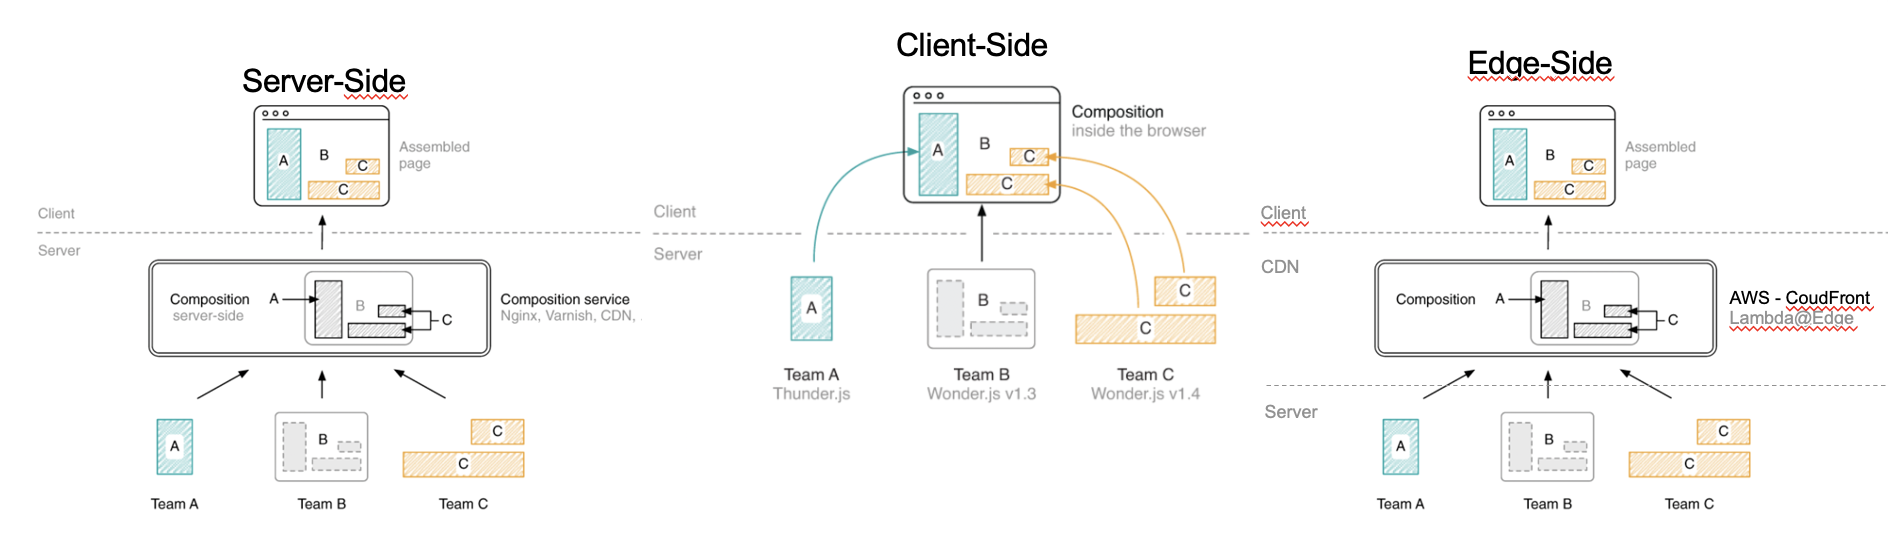 Server-Side
A
B
C
C
Assembled
page
Client
Server
Composition
server-side
A
B
C
Composition service
Nginx, Varnish, CDN, .
A
B
C
C
Team A
Team B
Team C
Client-Side
A
B
C
C
Composition
inside the browser
Client
Server
A
B
C
C
Team A
Thunder.js
Team B
Wonder.js v1.3
Team C
Wonder.js v1.4
Edge-Side
A
B
C
C
Assembled
page
Client
CDN
Composition
A
B
C
AWS - CoudFront
Lambda@Edge
Server
A
B
C
C
Team A
Team B
Team C